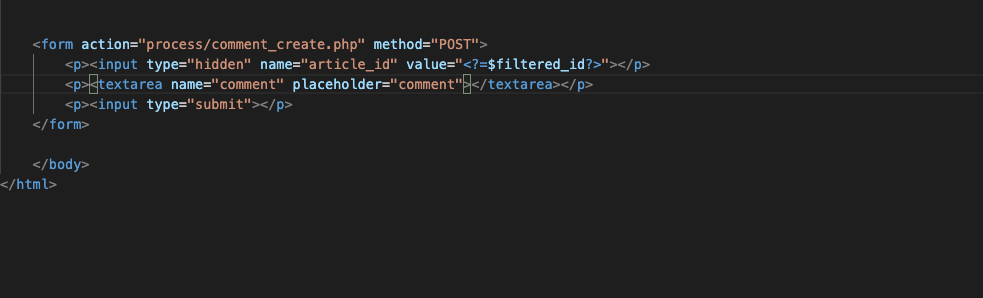 <form action="process/comment_create.php" method="POST">
<p><input type="hidden" name="article_id" value="<?=$filtered_id?>"></p>
<p><textarea name="comment" placeholder="comment"></textarea></p>
<p><input type="submit"></p>
</form>
</body>
</html>